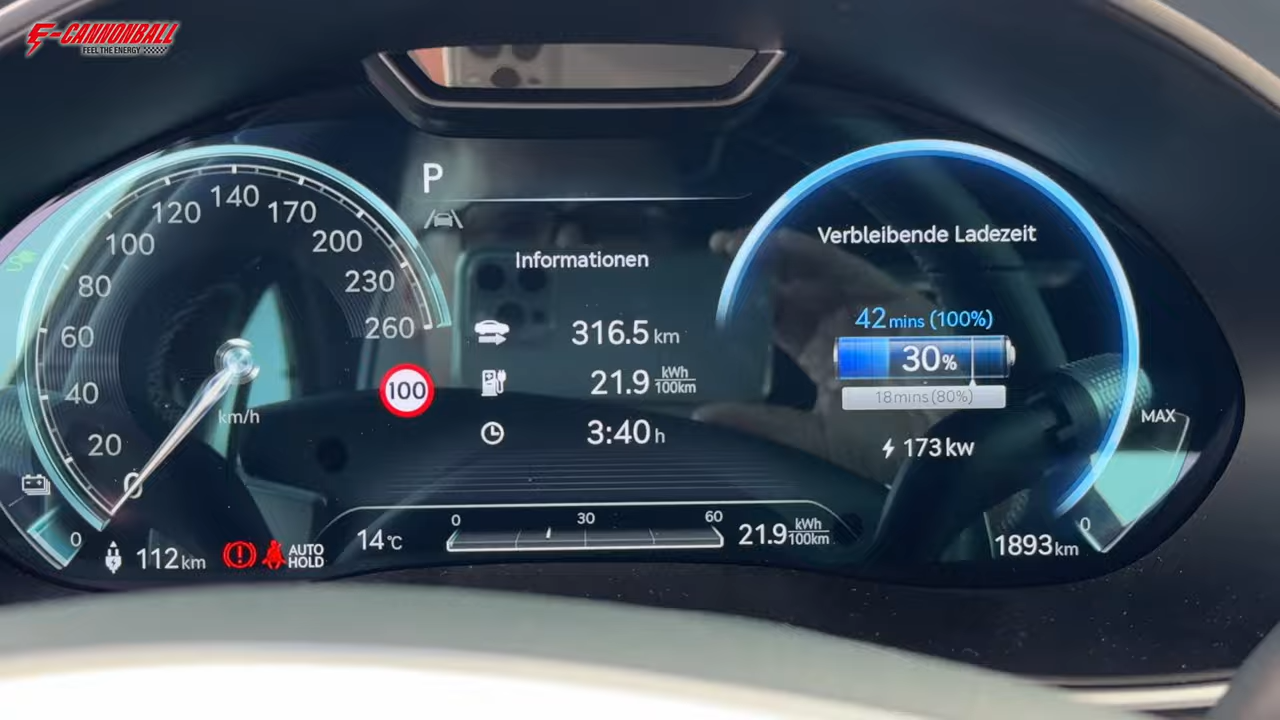 E-CANNONBALL
FEEL THE ENERGY
P
140
120
170
100
200
80
230
60
260
40
20
0
km/h
100
Informationen
316.5 km
21.9 kWh/100km
3:40 h
Verbleibende Ladezeit
42 mins (100%)
30%
18 mins (80%)
173 kw
MAX
0
0
112 km
AUTO
HOLD
14°C
0 30 60
21.9 kWh/100km
1893 km